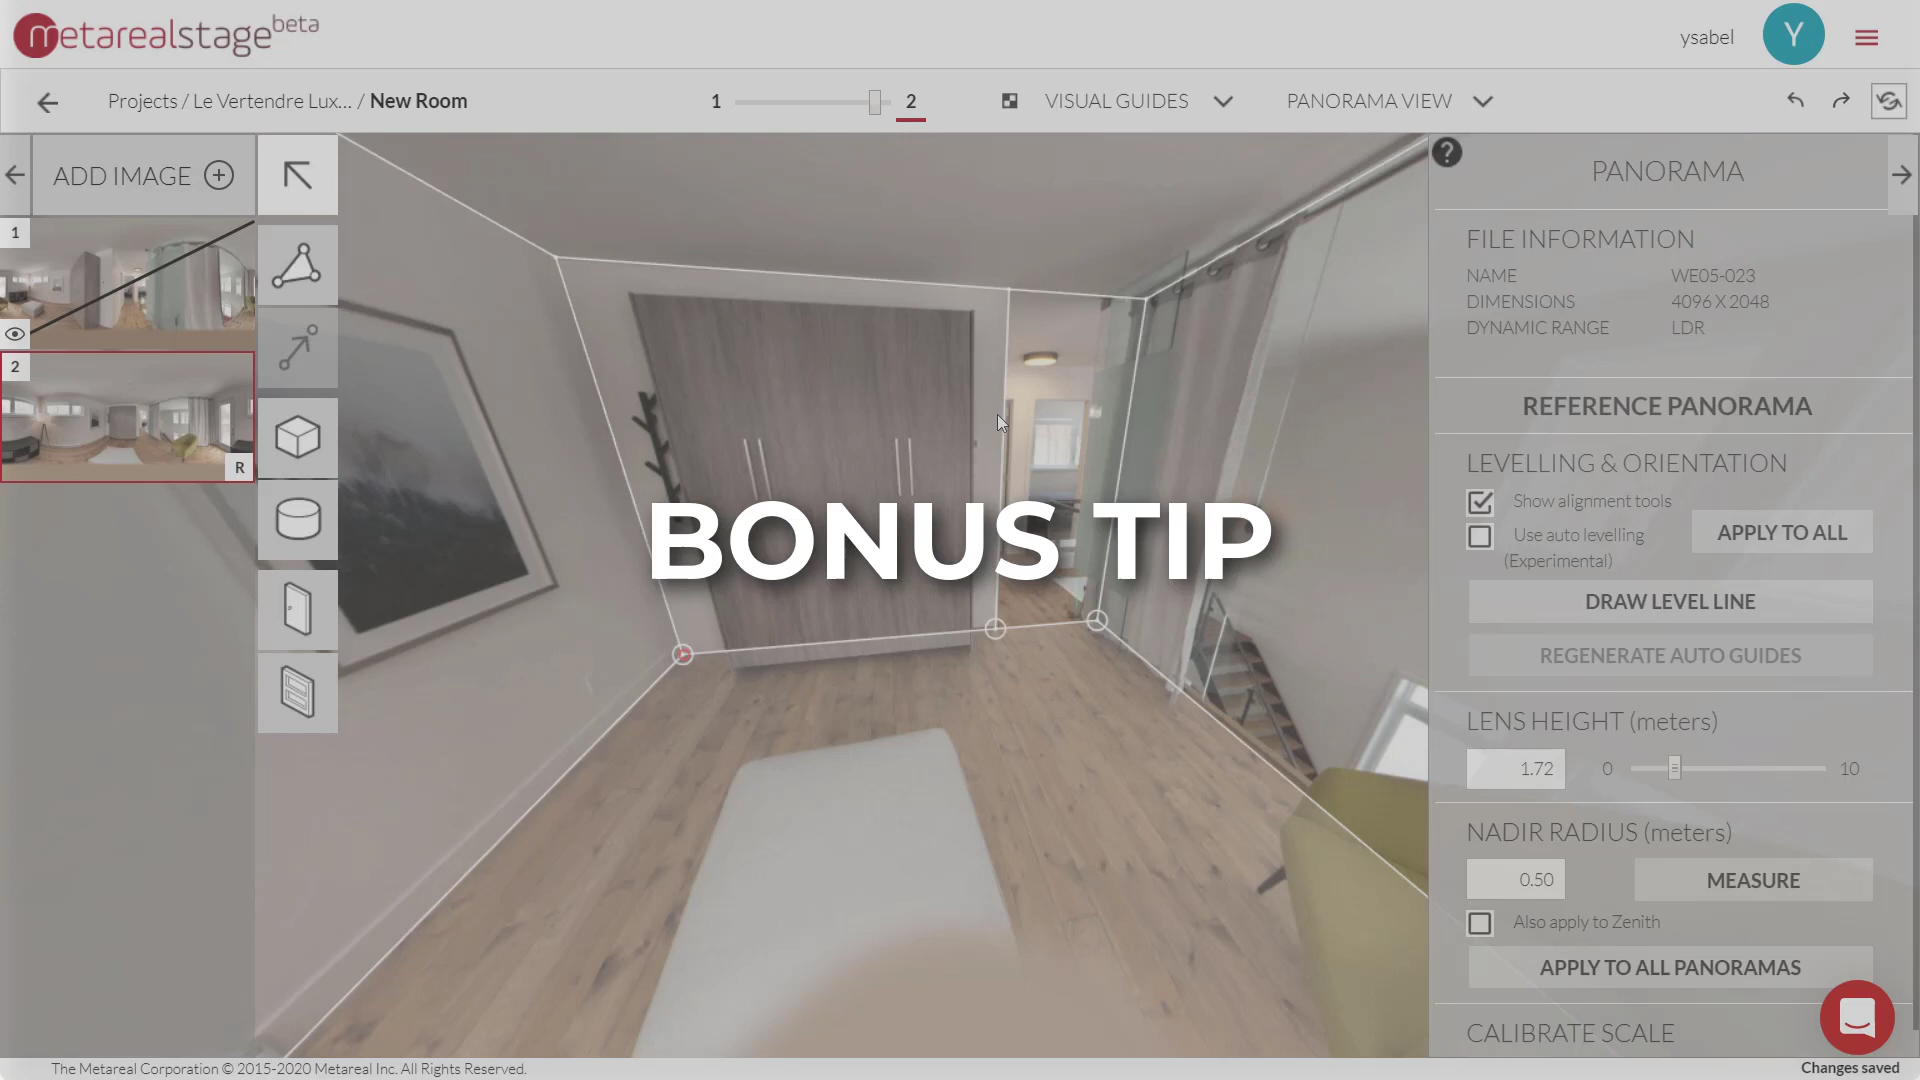 metarealstage beta
ysabel
Y
Projects / Le Vertendre Lux... / New Room
1
2
VISUAL GUIDES
PANORAMA VIEW
ADD IMAGE
1
2
R
BONUS TIP
?
PANORAMA
FILE INFORMATION
NAME WE05-023
DIMENSIONS 4096 X 2048
DYNAMIC RANGE LDR
REFERENCE PANORAMA
LEVELLING & ORIENTATION
Show alignment tools
Use auto levelling
(Experimental)
APPLY TO ALL
DRAW LEVEL LINE
REGENERATE AUTO GUIDES
LENS HEIGHT (meters)
1.72 0 10
NADIR RADIUS (meters)
0.50 MEASURE
Also apply to Zenith
APPLY TO ALL PANORAMAS
CALIBRATE SCALE
The Metareal Corporation © 2015-2020 Metareal Inc. All Rights Reserved.
Changes saved